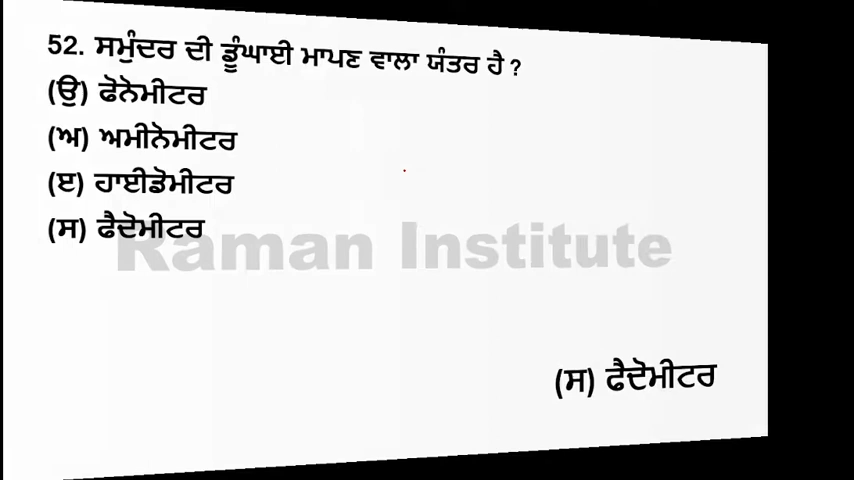 52. ਸਮੁੰਦਰ ਦੀ ਡੂੰਘਾਈ ਮਾਪਣ ਵਾਲਾ ਯੰਤਰ ਹੈ ?
(ੳ) ਫੋਨੋਮੀਟਰ
(ਅ) ਅਮੀਨੋਮੀਟਰ
(ੲ) ਹਾਈਡੋਮੀਟਰ
(ਸ) ਫੈਦੋਮੀਟਰ
Raman Institute
(ਸ) ਫੈਦੋਮੀਟਰ